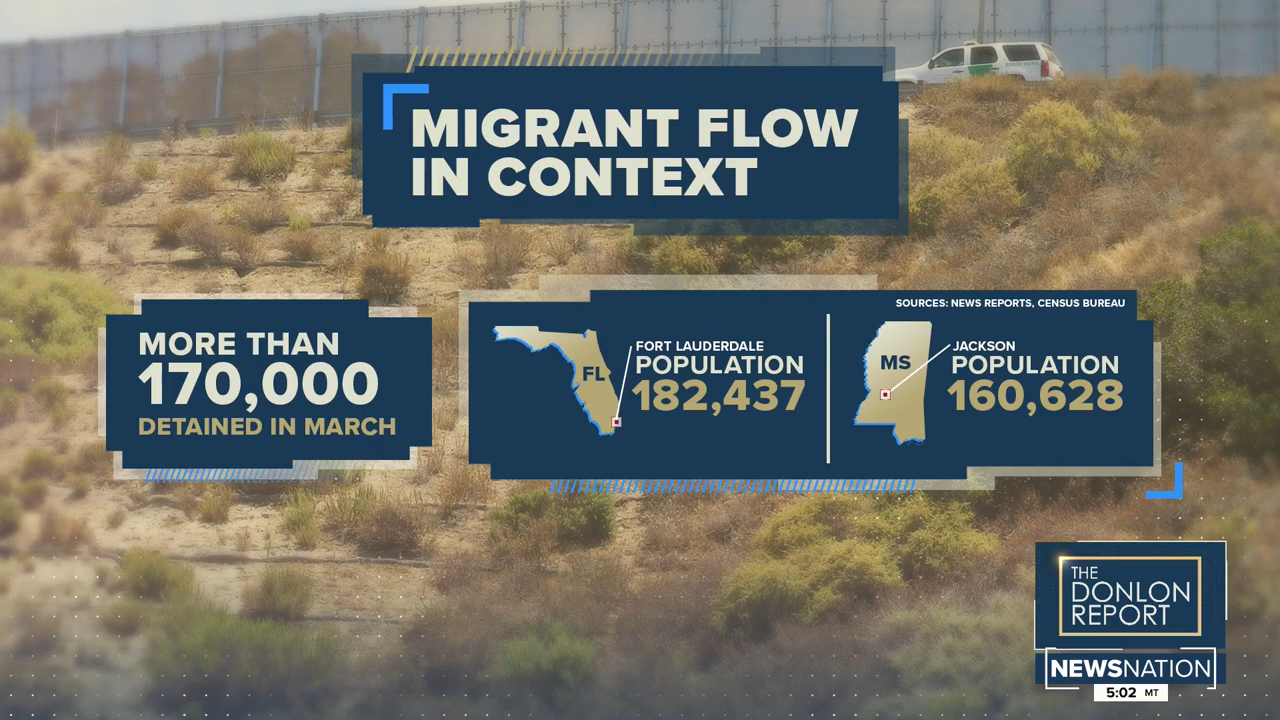 MIGRANT FLOW
IN CONTEXT
MORE THAN
170,000
DETAINED IN MARCH
SOURCES: NEWS REPORTS, CENSUS BUREAU
FL
FORT LAUDERDALE
POPULATION
182,437
MS
JACKSON
POPULATION
160,628
THE
DONLON
REPORT
NEWSNATION
5:02 MT